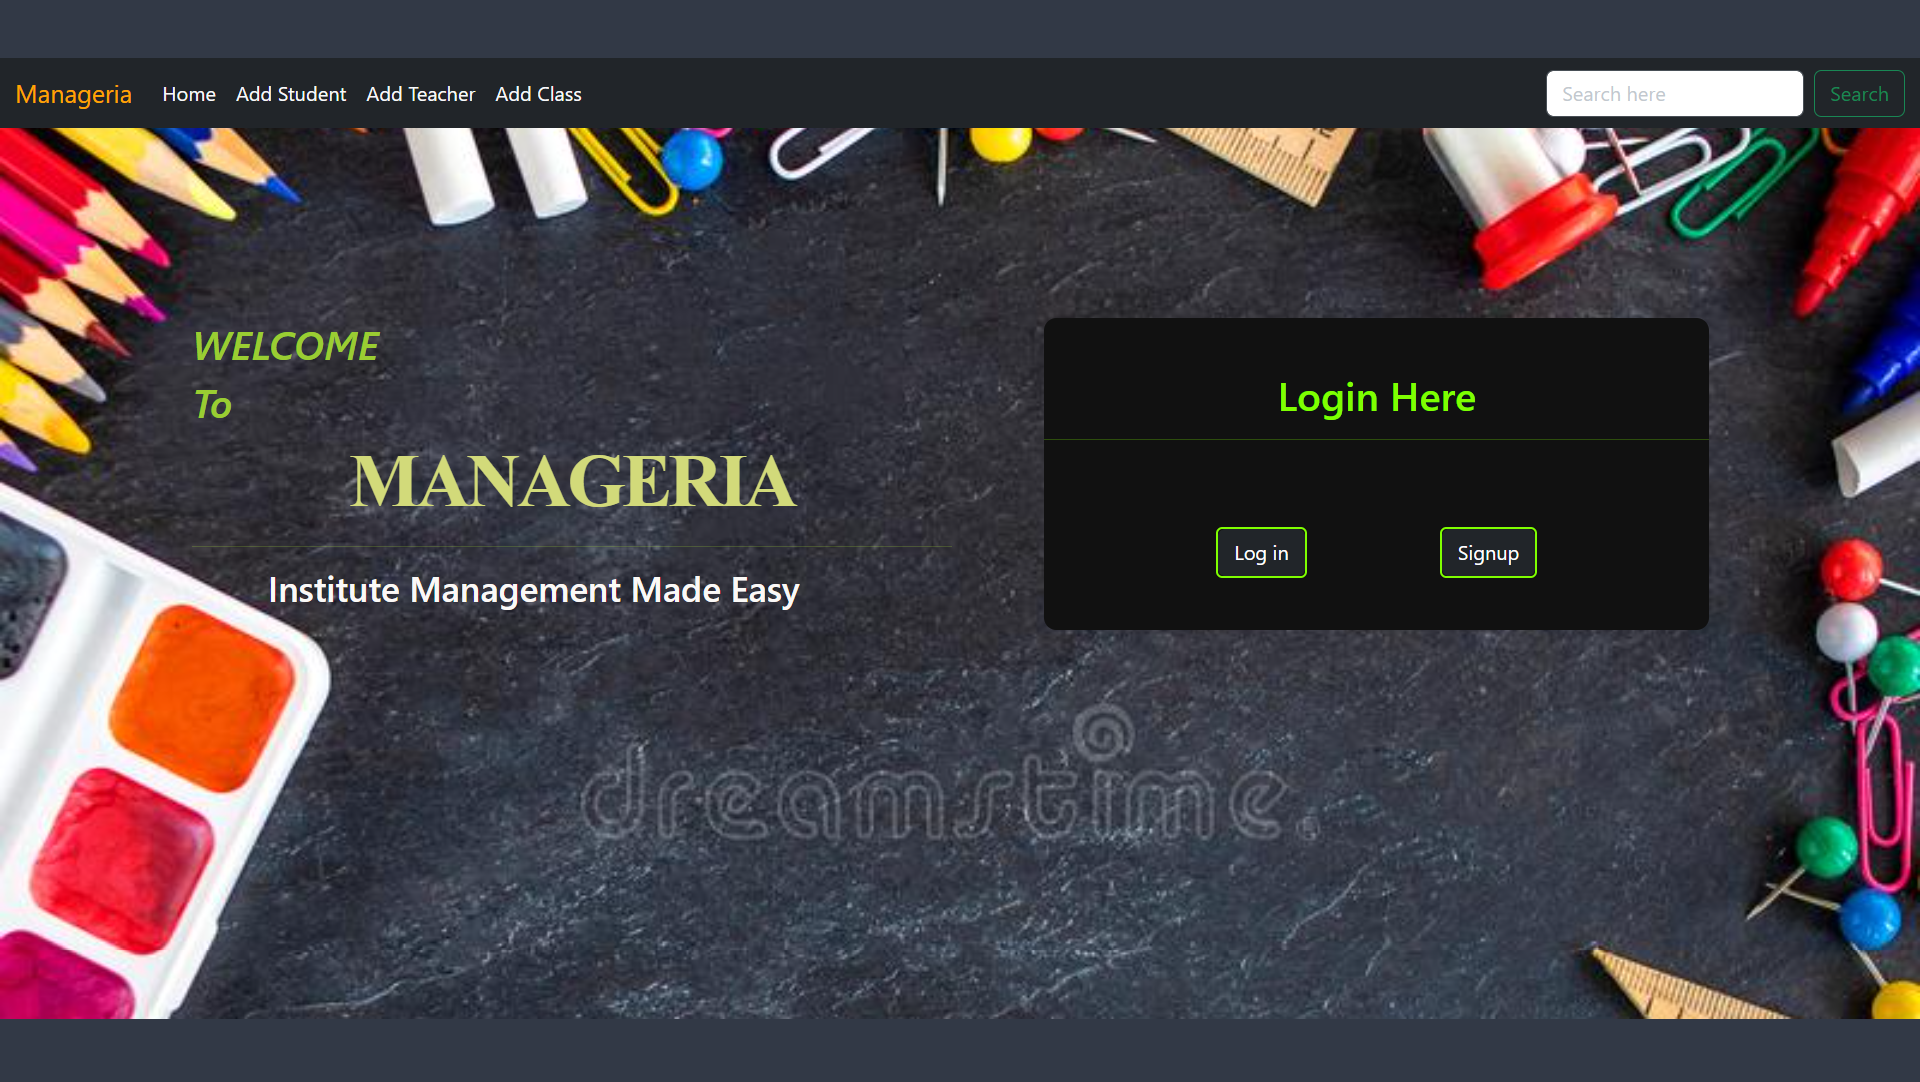 Manageria Home Add Student Add Teacher Add Class Search here Search
WELCOME
To
MANAGERIA
Institute Management Made Easy
Login Here
Log in Signup
dreamstime®